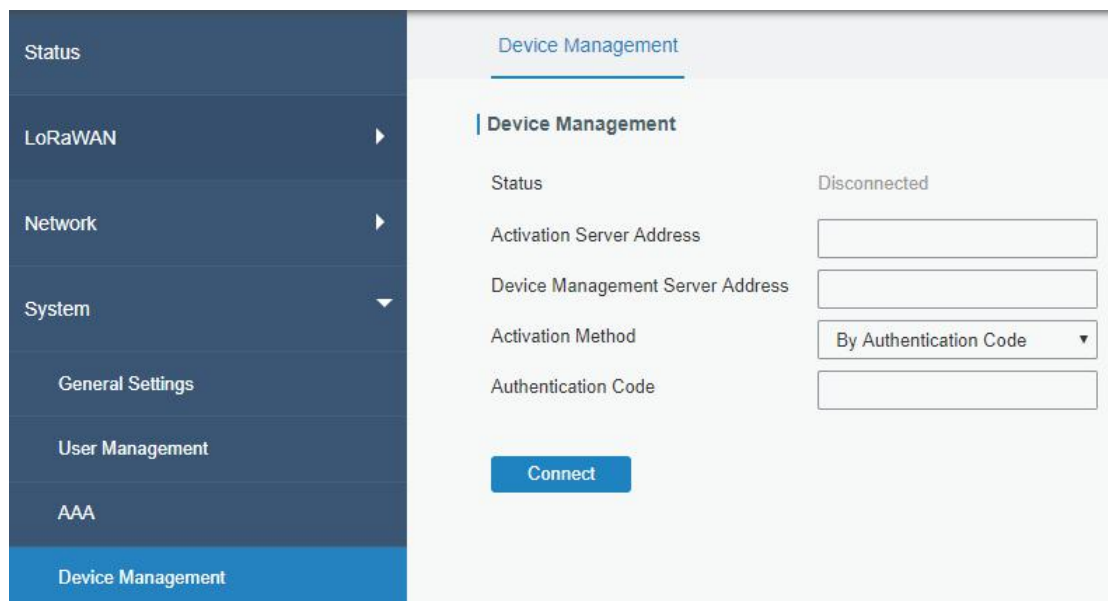 Status
LoRaWAN
Network
System
General Settings
User Management
AAA
Device Management
Device Management
Device Management
Status Disconnected
Activation Server Address
Device Management Server Address
Activation Method By Authentication Code
Authentication Code
Connect